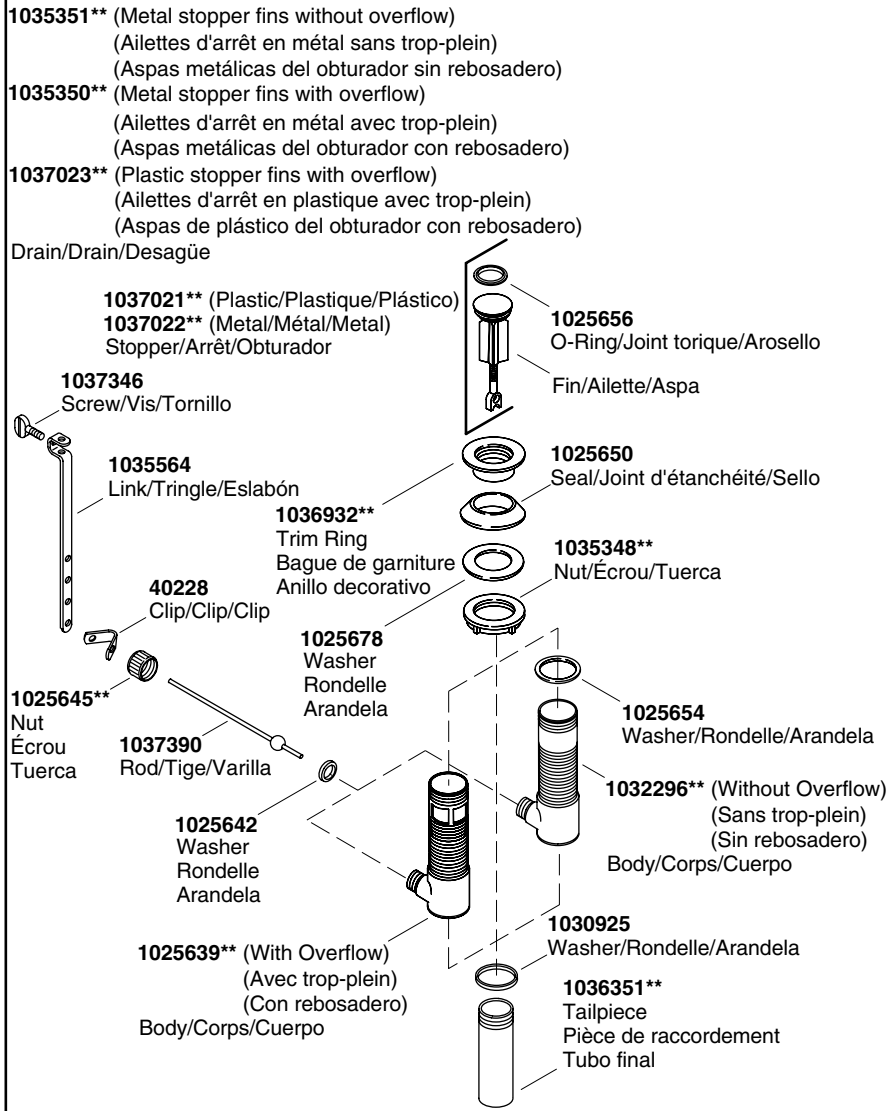 1035351** (Metal stopper fins without overflow)
(Ailettes d'arrêt en métal sans trop-plein)
(Aspas metálicas del obturador sin rebosadero)
1035350** (Metal stopper fins with overflow)
(Ailettes d'arrêt en métal avec trop-plein)
(Aspas metálicas del obturador con rebosadero)
1037023** (Plastic stopper fins with overflow)
(Ailettes d'arrêt en plastique avec trop-plein)
(Aspas de plástico del obturador con rebosadero)
Drain/Drain/Desagüe
1037021** (Plastic/Plastique/Plástico)
1037022** (Metal/Métal/Metal)
Stopper/Arrêt/Obturador
1025656
O-Ring/Joint torique/Arosello
Fin/Ailette/Aspa
1037346
Screw/Vis/Tornillo
1035564
Link/Tringle/Eslabón
1025650
Seal/Joint d'étanchéité/Sello
1036932**
Trim Ring
Bague de garniture
Anillo decorativo
1035348**
Nut/Écrou/Tuerca
40228
Clip/Clip/Clip
1025678
Washer
Rondelle
Arandela
1025645**
Nut
Écrou
Tuerca
1037390
Rod/Tige/Varilla
1025654
Washer/Rondelle/Arandela
1032296** (Without Overflow)
(Sans trop-plein)
(Sin rebosadero)
Body/Corps/Cuerpo
1025642
Washer
Rondelle
Arandela
1025639** (With Overflow)
(Avec trop-plein)
(Con rebosadero)
Body/Corps/Cuerpo
1030925
Washer/Rondelle/Arandela
1036351**
Tailpiece
Pièce de raccordement
Tubo final